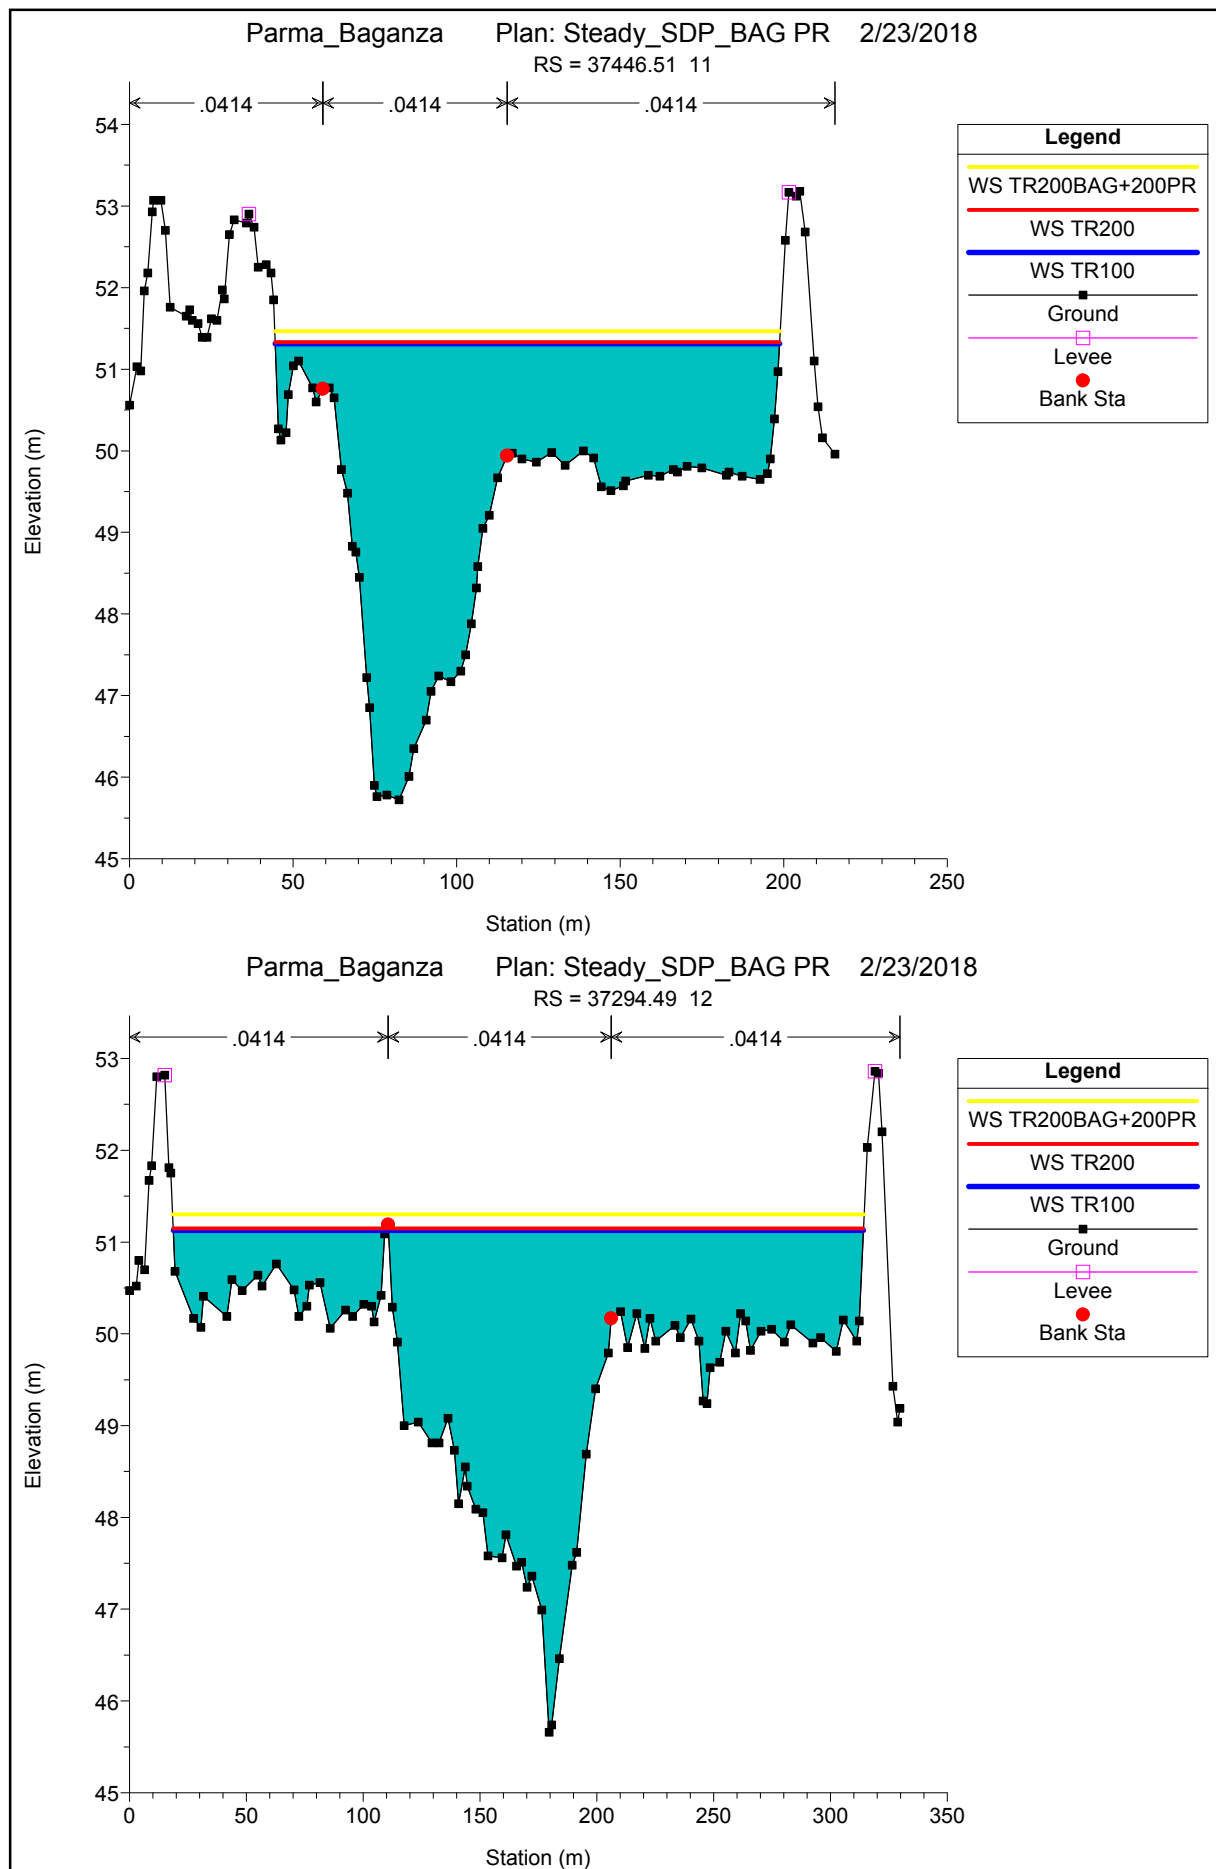 Parma_Baganza Plan: Steady_SDP_BAG PR 2/23/2018
RS = 37446.51 11
.0414 .0414 .0414
54
53
52
51
50
49
48
47
46
45
Elevation (m)
0 50 100 150 200 250
Station (m)
Legend
WS TR200BAG+200PR
WS TR200
WS TR100
Ground
Levee
Bank Sta
Parma_Baganza Plan: Steady_SDP_BAG PR 2/23/2018
RS = 37294.49 12
.0414 .0414 .0414
53
52
51
50
49
48
47
46
45
Elevation (m)
0 50 100 150 200 250 300 350
Station (m)
Legend
WS TR200BAG+200PR
WS TR200
WS TR100
Ground
Levee
Bank Sta